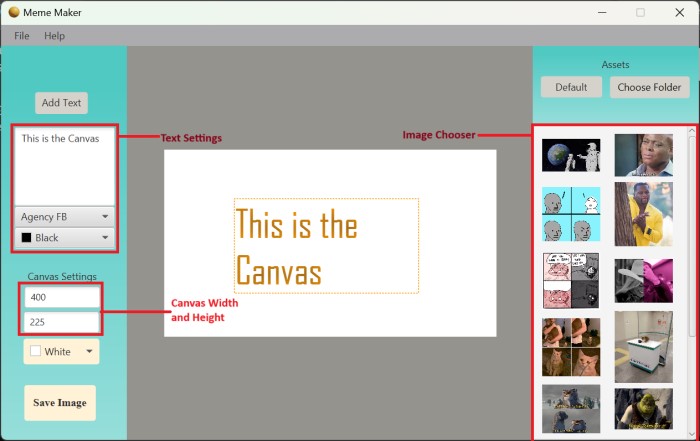 Meme Maker
File Help
Assets
Default Choose Folder
Add Text
This is the Canvas
Text Settings
Image Chooser
Agency FB
Black
This is the
Canvas
Canvas Settings
400
225
Canvas Width
and Height
White
Save Image